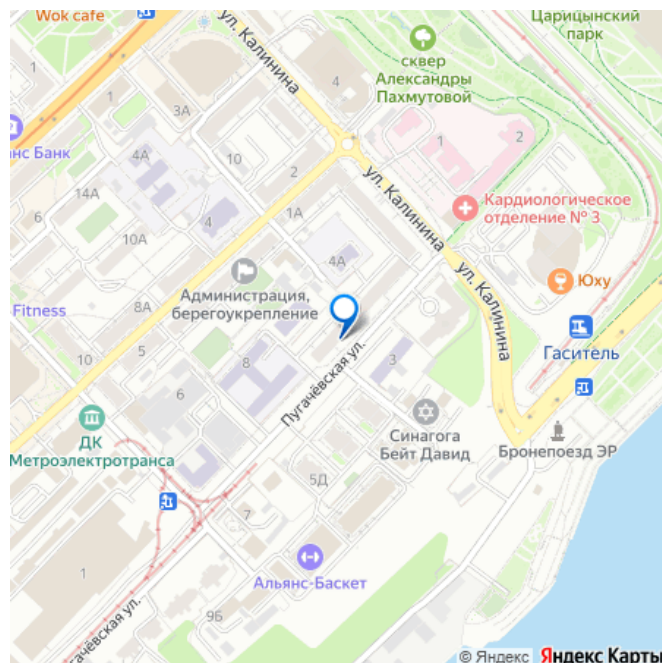 Wok cafe
ул. Калинина
Царицынский
парк
сквер
Александры
Пахмутовой
1
1
3А
4
нс Банк
4А
10
2
1
2
14А
ул. Калинина
Кардиологическое
отделение № 3
6
4
1А
10А
4А
ул. Калинина
Юху
Администрация,
берегоукрепление
Fitness
8А
Гаситель
10
5
8
3
Пугачёвская ул.
6
ДК
Метроэлектротранса
Синагога
Бейт Давид
Бронепоезд ЭР
5Д
7
1
Альянс-Баскет
9Б
гачёвская ул.
© Яндекс Яндекс Карты